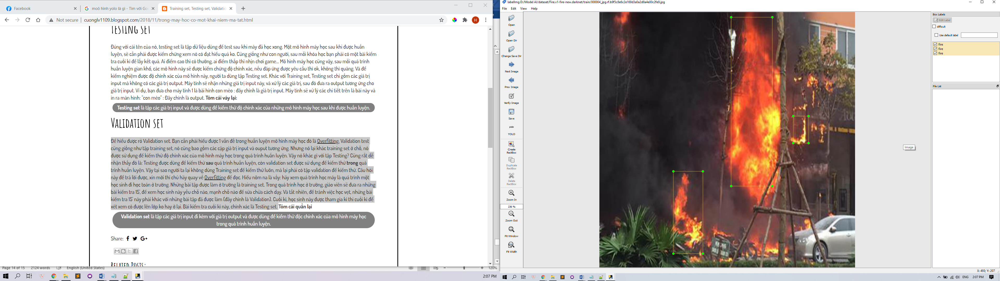 Facebook
moô hình yolo là gì - Tìm với Goo
Training set, Testing set, Validatio
Not secure | cuonglv1109.blogspot.com/2018/11/trong-may-hoc-co-mot-khai-niem-ma-tat.html
TESTING SET
Đúng với cái tên của nó, testing set là tập dữ liệu dùng để test sau khi máy đã học xong. Một mô hình máy học sau khi được huấn
luyện, sẽ cần phải được kiểm chứng xem nó có đạt hiệu quả ko. Cũng giống như con người, sau mỗi khóa học bạn phải có một bài kiểm
tra cuối kì để lấy kết quả. Ai điểm cao thì có thưởng, ai điểm thấp thì nhịn chơi game... Mô hình máy học cũng vậy, sau mỗi quá trình
huấn luyện gian khổ, các mô hình này sẽ được kiểm chứng độ chính xác, nếu đáp ứng được yêu cầu thì ok, không thì quăng. Và để
kiểm nghiệm được độ chính xác của mô hình này, người ta dùng tập Testing set. Khác với Training set, Testing set chỉ gồm các giá trị
input mà không có các giá trị output. Máy tính sẽ nhận những giá trị input này, và xử lý các giá trị, sau đó đưa ra output tương ứng cho
giá trị input. Ví dụ, bạn đưa cho máy tính 1 lá bài hình con mèo : đây chính là giá trị input. Máy tính sẽ xử lý các chi tiết trên lá bài này và
in ra màn hình: "con mèo" : Đây chính là output. Tóm cái váy lại:
Testing set là tập các giá trị input và được dùng để kiểm thử độ chính xác của những mô hình máy học sau khi được huấn luyện.
VALIDATION SET
Để hiểu được rõ Validation set. Bạn cần phải hiểu được 1 vấn đề trong huấn luyện mô hình máy học đó là Overfitting, Validation test
cũng giống như tập training set, nó cũng bao gồm các cặp giá trị input và ouput tương ứng. Nhưng nó lại khác training set ở chỗ, nó
được sử dụng để kiểm thử độ chính xác của mô hình máy học trong quá trình huấn luyện. Vậy nó khác gì với tập Testing? Cũng rất dễ
nhận thấy đó là: Testing được dùng để kiểm thử sau quá trình huấn luyện, còn validation set được sử dụng để kiểm thử trong quá
trình huấn luyện. Vậy tại sao người ta lại không dùng Training set để kiểm thử luôn, mà lại phải có tập validation để kiểm thử. Câu hỏi
này để trả lời được, xin mời thí chủ hãy quay về Overfitting để đọc. Hiểu nôm na là vầy: hãy xem quá trình học máy là quá trình một
học sinh đi học toán ở trường. Những bài tập được làm ở trường là training set. Trong quá trình học ở trường, giáo viên sẽ đưa ra những
bài kiểm tra 15', để xem học sinh này yếu chỗ nào, mạnh chỗ nào để sửa chữa cách dạy. Và tất nhiên, để tránh việc học vẹt, những bài
kiểm tra 15' này phải khác với những bài tập đã được làm (đây chính là Validation). Cuối kì, học sinh này được tham gia kì thi cuối kì để
xét xem có được lên lớp ko hay ở lại. Bài kiểm tra cuối kì này, chính xác là Testing set. Tóm cái quần lại
Validation set là tập các giá trị input đi kèm với giá trị output và được dùng để kiểm thử độc chính xác của mô hình máy học
trong quá trình huấn luyện.
Share:
RELATED POSTS:
Page 14 of 15 2124 words English (United States) 120%
2:07 PM
labelImg D:/Model AI/dataset/Fire.v1-fire-new.darknet/train/000004_jpg.rf.b9f5c8e6c2e169d3a0a2d8a4e00c2fe9.jpg
File Edit View Help
Open
Open Dir
Change Save Dir
Next Image
Prev Image
Verify Image
Save
yolo
YOLO
Create
RectBox
Duplicate
RectBox
Delete
RectBox
Zoom In
236 %
Zoom Out
Fit Window
Fit Width
Image
Box Labels
Edit Label
difficult
Use default label
fire
fire
fire
File List
X: 493; Y: 207
ENG 2:07 PM